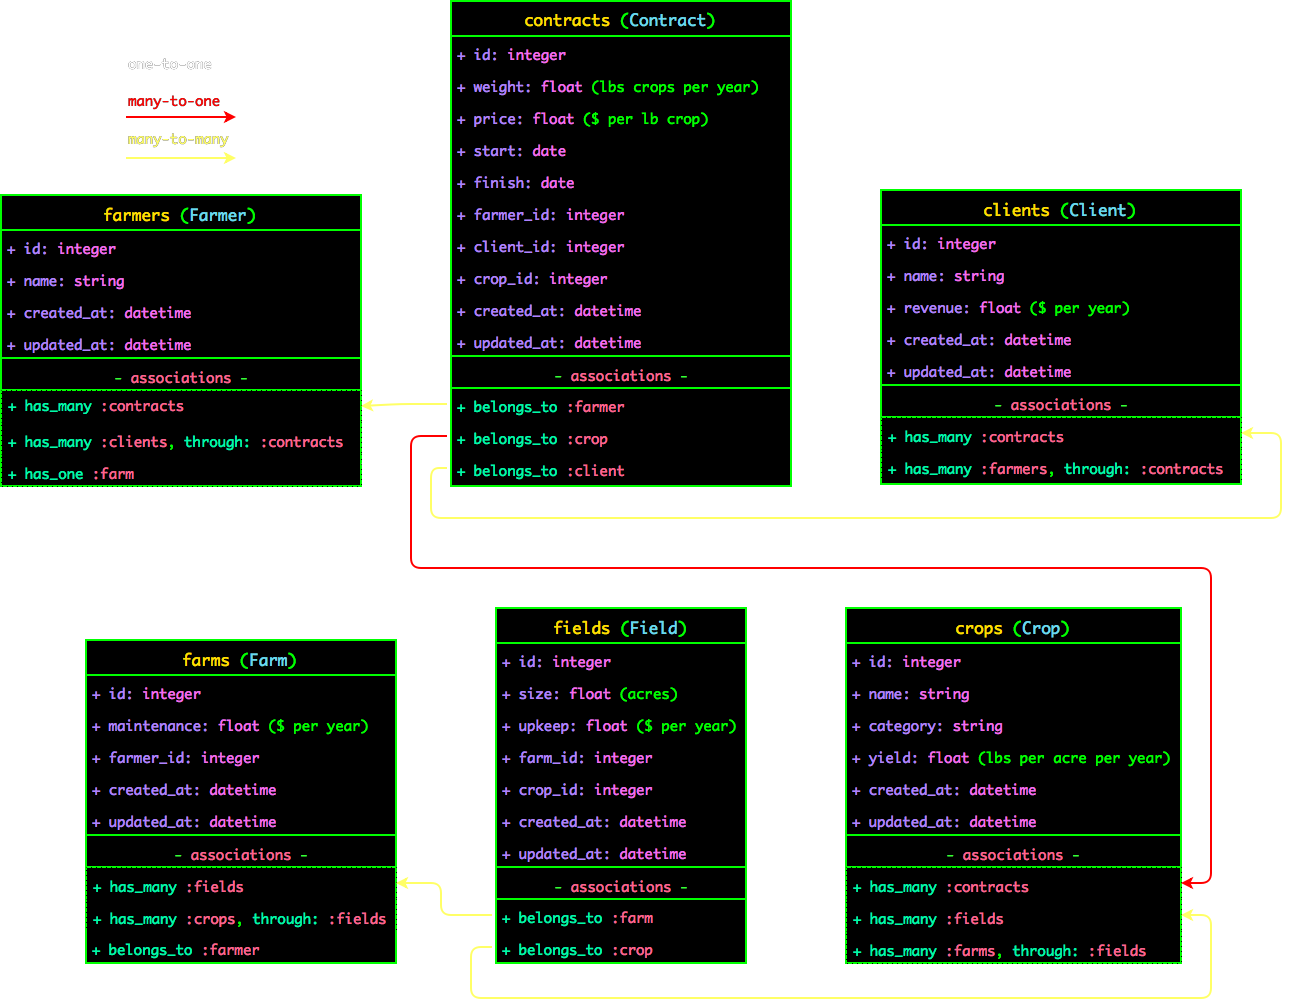 one-to-one
many-to-one
many-to-many
contracts (Contract)
+ id: integer
+ weight: float (lbs crops per year)
+ price: float ($ per lb crop)
+ start: date
+ finish: date
+ farmer_id: integer
+ client_id: integer
+ crop_id: integer
+ created_at: datetime
+ updated_at: datetime
- associations -
+ belongs_to :farmer
+ belongs_to :crop
+ belongs_to :client
farmers (Farmer)
+ id: integer
+ name: string
+ created_at: datetime
+ updated_at: datetime
- associations -
+ has_many :contracts
+ has_many :clients, through: :contracts
+ has_one :farm
clients (Client)
+ id: integer
+ name: string
+ revenue: float ($ per year)
+ created_at: datetime
+ updated_at: datetime
- associations -
+ has_many :contracts
+ has_many :farmers, through: :contracts
farms (Farm)
+ id: integer
+ maintenance: float ($ per year)
+ farmer_id: integer
+ created_at: datetime
+ updated_at: datetime
- associations -
+ has_many :fields
+ has_many :crops, through: :fields
+ belongs_to :farmer
fields (Field)
+ id: integer
+ size: float (acres)
+ upkeep: float ($ per year)
+ farm_id: integer
+ crop_id: integer
+ created_at: datetime
+ updated_at: datetime
- associations -
+ belongs_to :farm
+ belongs_to :crop
crops (Crop)
+ id: integer
+ name: string
+ category: string
+ yield: float (lbs per acre per year)
+ created_at: datetime
+ updated_at: datetime
- associations -
+ has_many :contracts
+ has_many :fields
+ has_many :farms, through: :fields